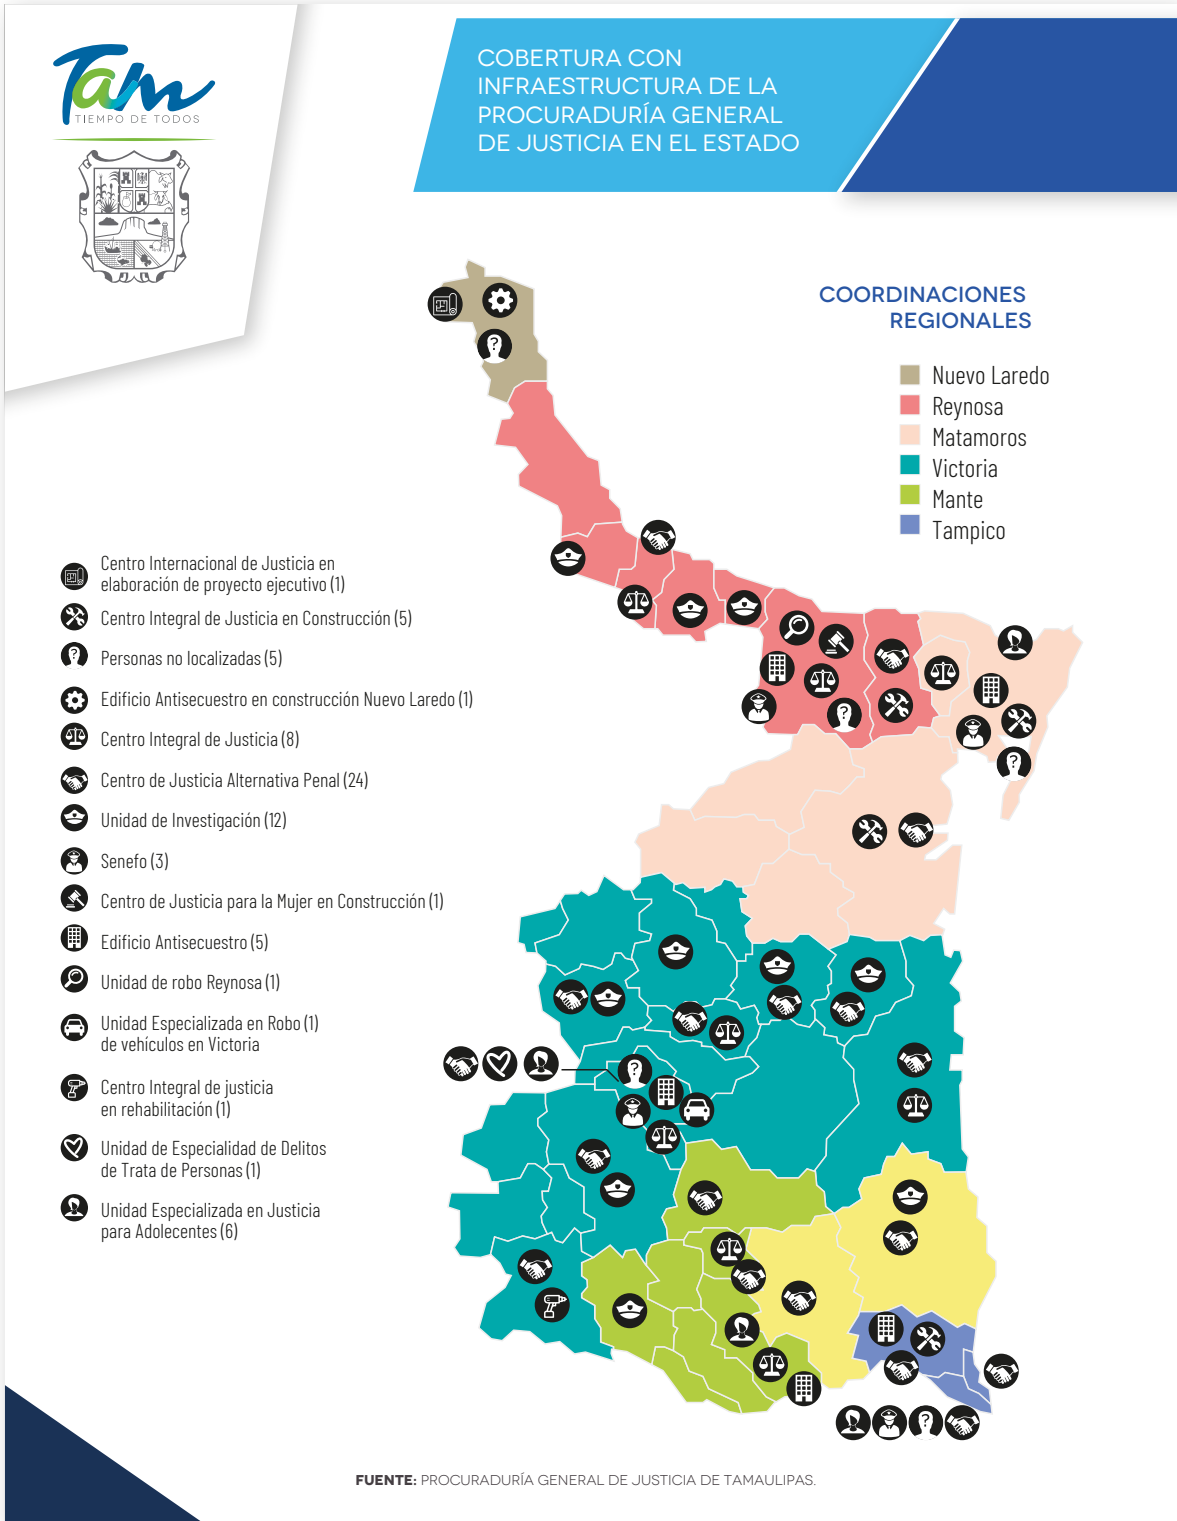 Tam
TIEMPO DE TODOS
COBERTURA CON
INFRAESTRUCTURA DE LA
PROCURADURÍA GENERAL
DE JUSTICIA EN EL ESTADO
COORDINACIONES
REGIONALES
Nuevo Laredo
Reynosa
Matamoros
Victoria
Mante
Tampico
Centro Internacional de Justicia en
elaboración de proyecto ejecutivo (1)
Centro Integral de Justicia en Construcción (5)
Personas no localizadas (5)
Edificio Antisecuestro en construcción Nuevo Laredo (1)
Centro Integral de Justicia (8)
Centro de Justicia Alternativa Penal (24)
Unidad de Investigación (12)
Senefo (3)
Centro de Justicia para la Mujer en Construcción (1)
Edificio Antisecuestro (5)
Unidad de robo Reynosa (1)
Unidad Especializada en Robo (1)
de vehículos en Victoria
Centro Integral de justicia
en rehabilitación (1)
Unidad de Especialidad de Delitos
de Trata de Personas (1)
Unidad Especializada en Justicia
para Adolecentes (6)
FUENTE: PROCURADURÍA GENERAL DE JUSTICIA DE TAMAULIPAS.